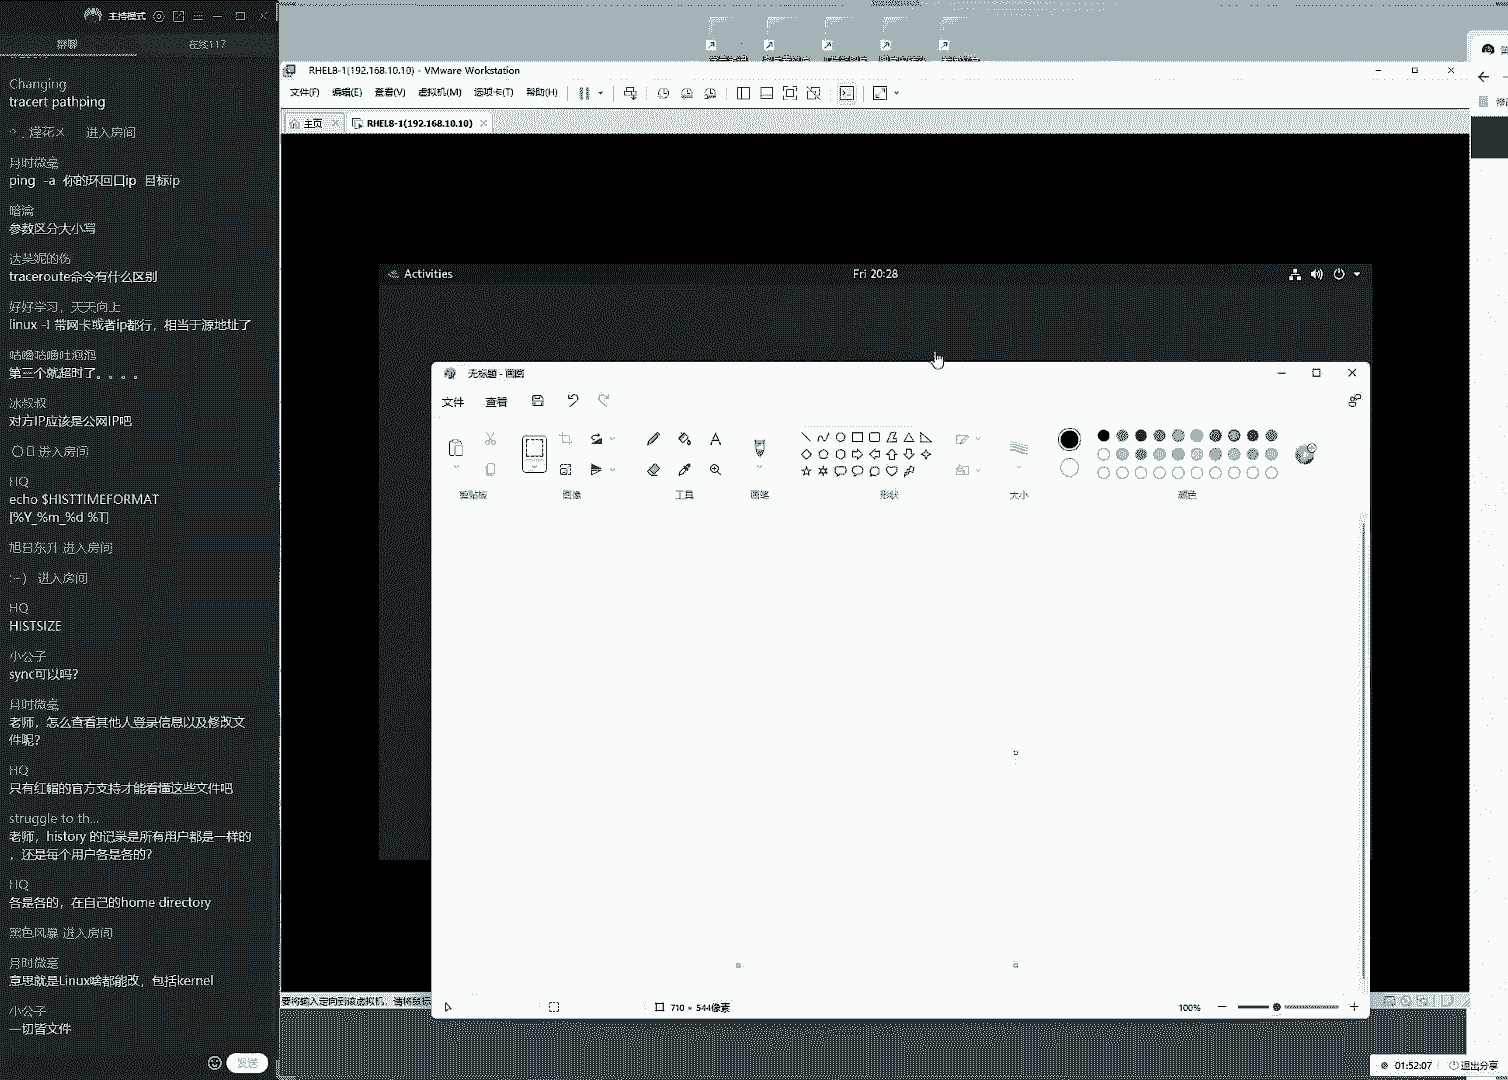 主持模式
群聊
在线117
Changing
tracert pathping
进入房间
月时微毫
ping -a 你的环回口ip 目标ip
暗滴
参数区分大小写
达芙妮的伤
traceroute命令有什么区别
好好学习，天天向上
linux -I 带网卡或者ip都行，相当于源地址了
咕噜咕噜吐泡泡
第三个就超时了。。。。
冰叔叔
对方IP应该是公网IP吧
进入房间
HQ
echo $HISTTIMEFORMAT
[%Y_%m_%d %T]
旭日东升 进入房间
:-） 进入房间
HQ
HISTSIZE
小公子
sync可以吗?
月时微毫
老师，怎么查看其他人登录信息以及修改文
件呢?
HQ
只有红帽的官方支持才能看懂这些文件吧
struggle to th...
老师，history 的记录是所有用户都是一样的
，还是每个用户各是各的?
HQ
各是各的，在自己的home directory
黑色风暴 进入房间
月时微毫
意思就是Linux啥都能改，包括kernel
小公子
一切皆文件
发送
RHEL8-1(192.168.10.10) - VMware Workstation
文件(F) 编辑(E) 查看(V) 虚拟机(M) 选项卡(T) 帮助(H)
主页
RHEL8-1(192.168.10.10)
Activities
Fri 20:28
无标题 - 画图
文件 查看
剪贴板 图像 工具 画笔 形状 大小 颜色
710 × 544像素
100%
要将输入定向到该虚拟机，请将鼠标
01:52:07
退出分享